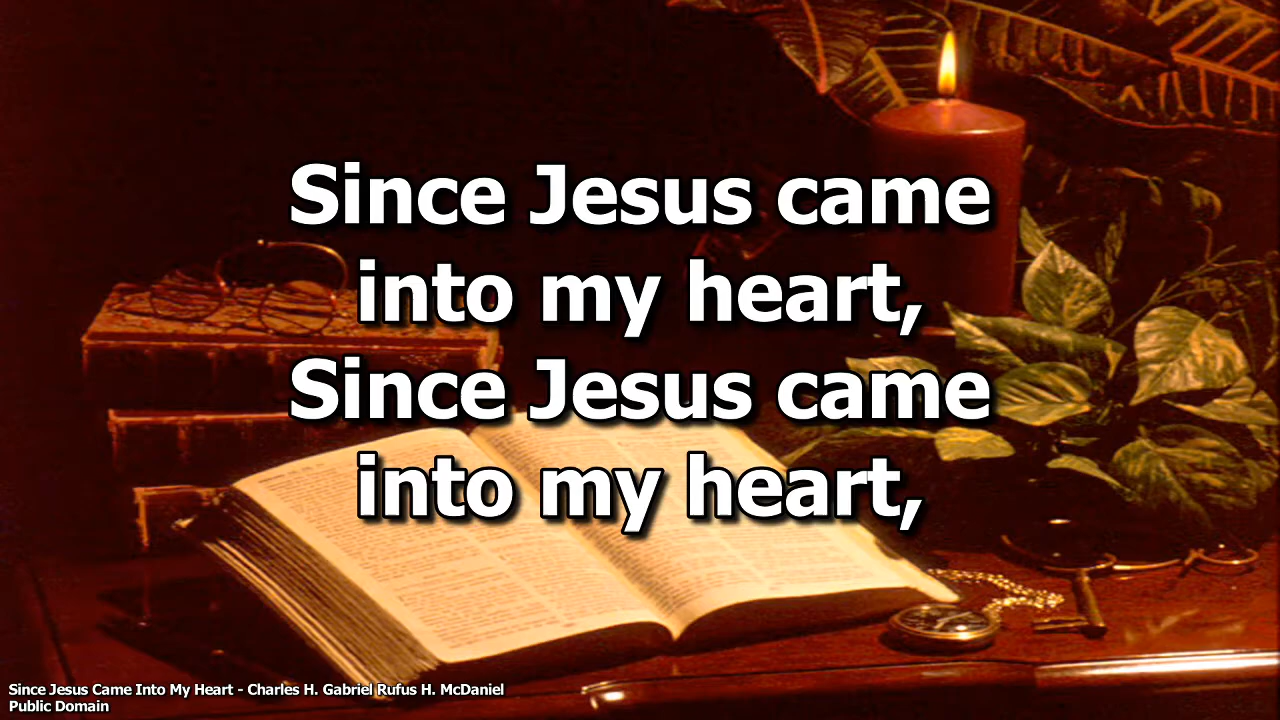 Since Jesus came
into my heart,
Since Jesus came
into my heart,
Since Jesus Came Into My Heart - Charles H. Gabriel Rufus H. McDaniel
Public Domain